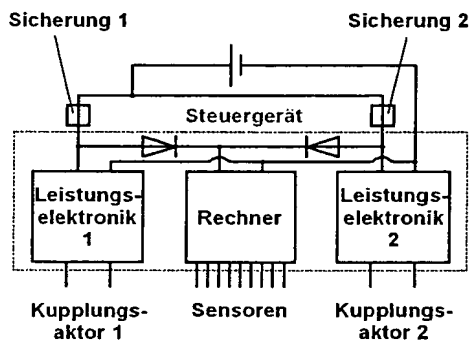 Sicherung 1
Sicherung 2
Steuergerät
Leistungs-
elektronik
1
Rechner
Leistungs-
elektronik
2
Kupplungs-
aktor 1
Sensoren
Kupplungs-
aktor 2